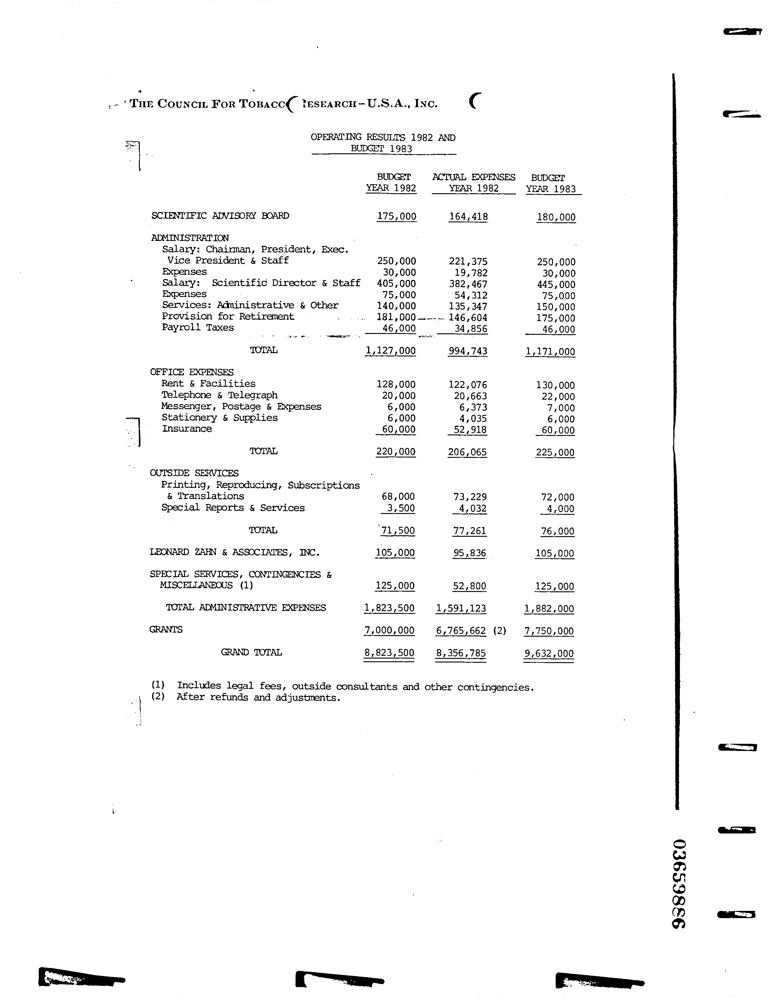 THE COUNCIL FOR TOBACCO RESEARCH-U.S.A., INC.
OPERATING RESULTS 1982 AND
BUDGET 1983
BUDGET ACTUAL EXPENSES BUDGET
YEAR 1982 YEAR 1982 YEAR 1983
SCIENTIFIC ADVISORY BOARD 175,000 164,418 180,000
ADMINISTRATION
Salary: Chairman, President, Exec.
Vice President & Staff 250,000 221,375 250,000
Expenses 30,000 19,782 30,000
Salary: Scientific Director & Staff 405,000 382,467 445,000
Expenses 75,000 54,312 75,000
Services: Administrative & Other 140,000 135,347 150,000
Provision for Retirement 181,000 146,604 175,000
Payroll Taxes 46,000 34,856 46,000
TOTAL 1,127,000 994,743 1,171,000
OFFICE EXPENSES
Rent & Facilities 128,000 122,076 130,000
Telephone & Telegraph 20,000 20,663 22,000
Messenger, Postage & Expenses 6,000 6,373 7,000
Stationery & Supplies 6,000 4,035 6,000
Insurance 60,000 52,918 60,000
TOTAL 220,000 206,065 225,000
OUTSIDE SERVICES
Printing, Reproducing, Subscriptions
& Translations 68,000 73,229 72,000
Special Reports & Services 3,500 4,032 4,000
TOTAL 71,500 77,261 76,000
LEONARD ZAHN & ASSOCIATES, INC. 105,000 95,836 105,000
SPECIAL SERVICES, CONTINGENCIES &
MISCELLANEOUS (1) 125,000 52,800 125,000
TOTAL ADMINISTRATIVE EXPENSES 1,823,500 1,591,123 1,882,000
GRANTS 7,000,000 6,765,662 (2) 7,750,000
GRAND TOTAL 8,823,500 8,356,785 9,632,000
(1) Includes legal fees, outside consultants and other contingencies.
(2) After refunds and adjustments.
03659886